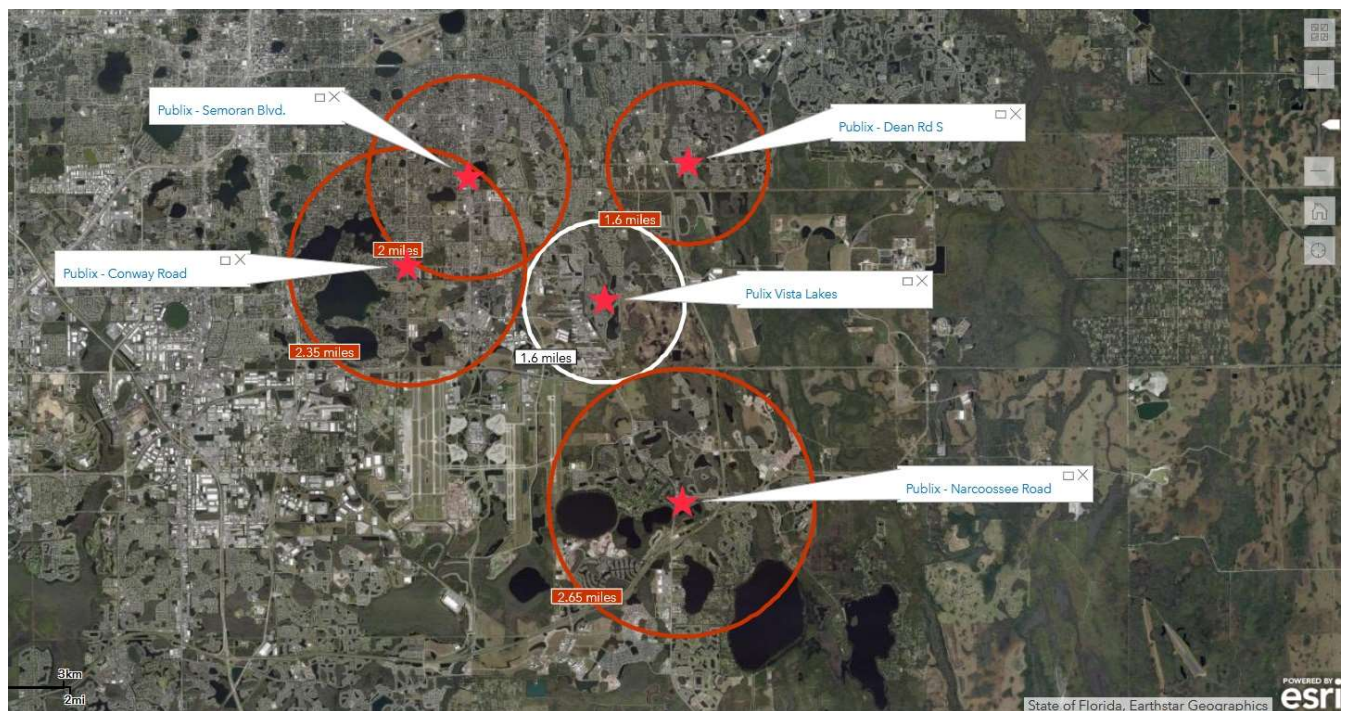 Publix - Semoran Blvd.
Publix - Dean Rd S
1.6 miles
2 miles
Publix - Conway Road
Pulix Vista Lakes
2.35 miles
1.6 miles
Publix - Narcoossee Road
2.65 miles
3km
2mi
POWERED BY
esri
State of Florida, Earthstar Geographics